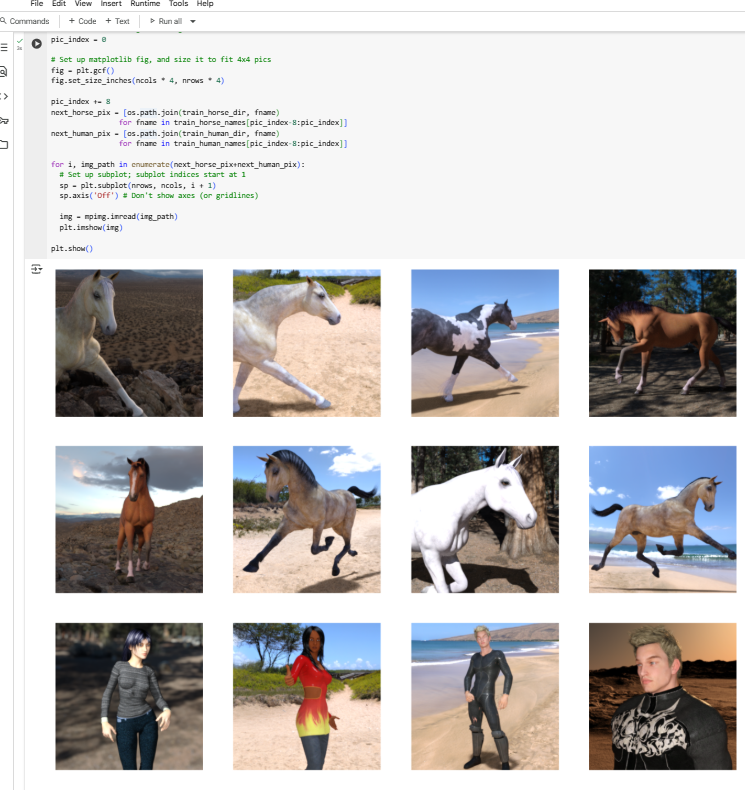 File Edit View Insert Runtime Tools Help
Commands + Code + Text Run all
pic_index = 0
# Set up matplotlib fig, and size it to fit 4x4 pics
fig = plt.gcf()
fig.set_size_inches(ncols * 4, nrows * 4)
pic_index += 8
next_horse_pix = [os.path.join(train_horse_dir, fname)
for fname in train_horse_names[pic_index-8:pic_index]]
next_human_pix = [os.path.join(train_human_dir, fname)
for fname in train_human_names[pic_index-8:pic_index]]
for i, img_path in enumerate(next_horse_pix+next_human_pix):
# Set up subplot; subplot indices start at 1
sp = plt.subplot(nrows, ncols, i + 1)
sp.axis('Off') # Don't show axes (or gridlines)
img = mpimg.imread(img_path)
plt.imshow(img)
plt.show()